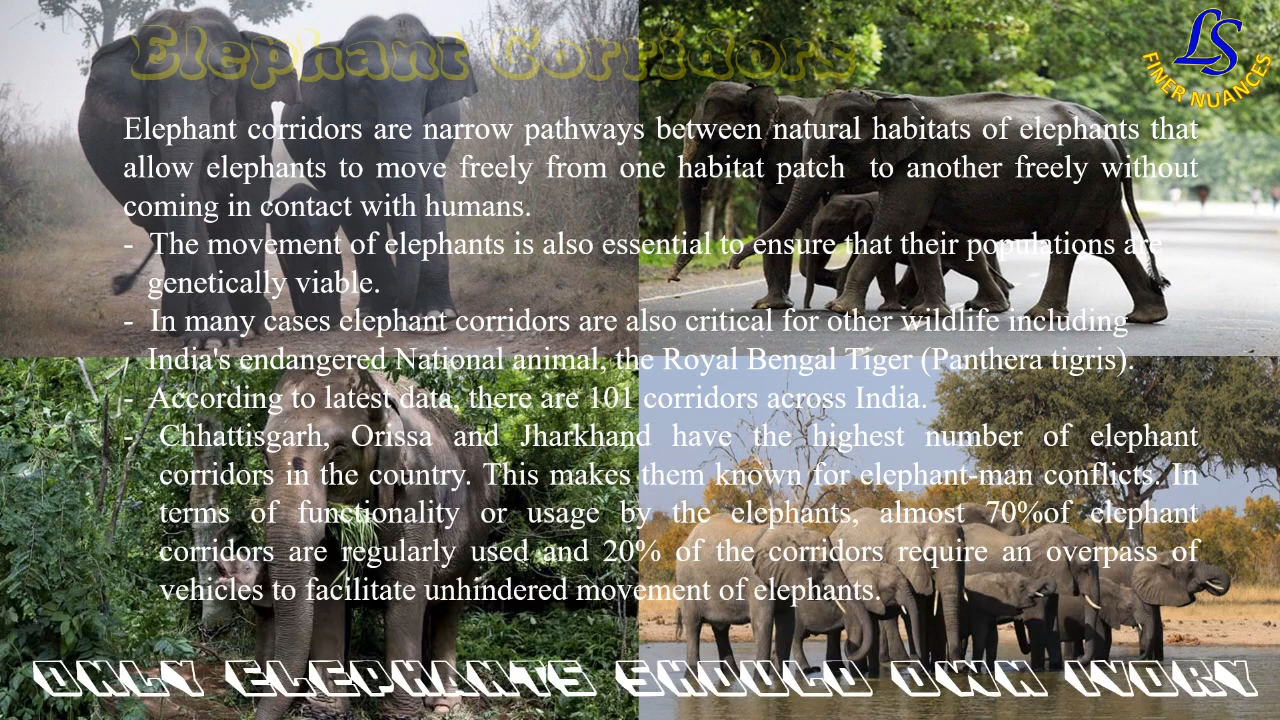 Elephant Corridors
LS
FINER NUANCES
Elephant corridors are narrow pathways between natural habitats of elephants that
allow elephants to move freely from one habitat patch  to another freely without
coming in contact with humans.
- The movement of elephants is also essential to ensure that their populations are
genetically viable.
- In many cases elephant corridors are also critical for other wildlife including
India's endangered National animal, the Royal Bengal Tiger (Panthera tigris).
- According to latest data, there are 101 corridors across India.
- Chhattisgarh, Orissa and Jharkhand have the highest number of elephant
corridors in the country. This makes them known for elephant-man conflicts. In
terms of functionality or usage by the elephants, almost 70%of elephant
corridors are regularly used and 20% of the corridors require an overpass of
vehicles to facilitate unhindered movement of elephants.
ONLY ELEPHANTS SHOULD OWN IVORY